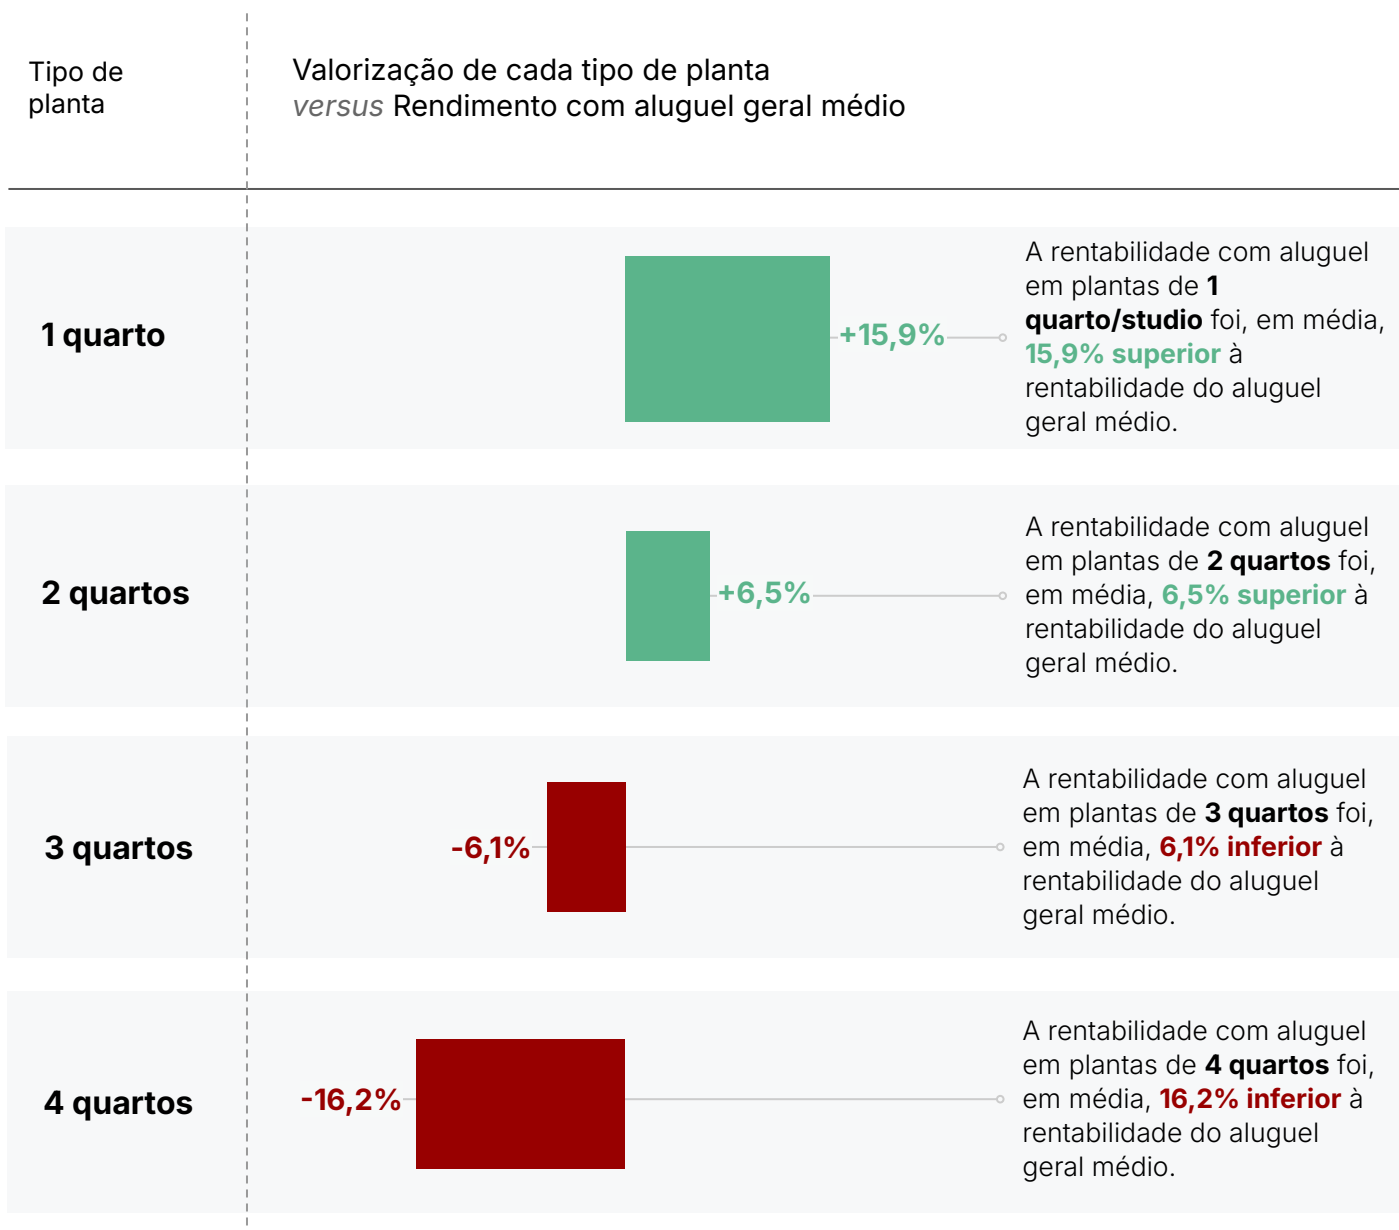 Tipo de
planta
Valorização de cada tipo de planta
versus Rendimento com aluguel geral médio
1 quarto
+15,9%
A rentabilidade com aluguel
em plantas de 1
quarto/studio foi, em média,
15,9% superior à
rentabilidade do aluguel
geral médio.
2 quartos
+6,5%
A rentabilidade com aluguel
em plantas de 2 quartos foi,
em média, 6,5% superior à
rentabilidade do aluguel
geral médio.
3 quartos
-6,1%
A rentabilidade com aluguel
em plantas de 3 quartos foi,
em média, 6,1% inferior à
rentabilidade do aluguel
geral médio.
4 quartos
-16,2%
A rentabilidade com aluguel
em plantas de 4 quartos foi,
em média, 16,2% inferior à
rentabilidade do aluguel
geral médio.